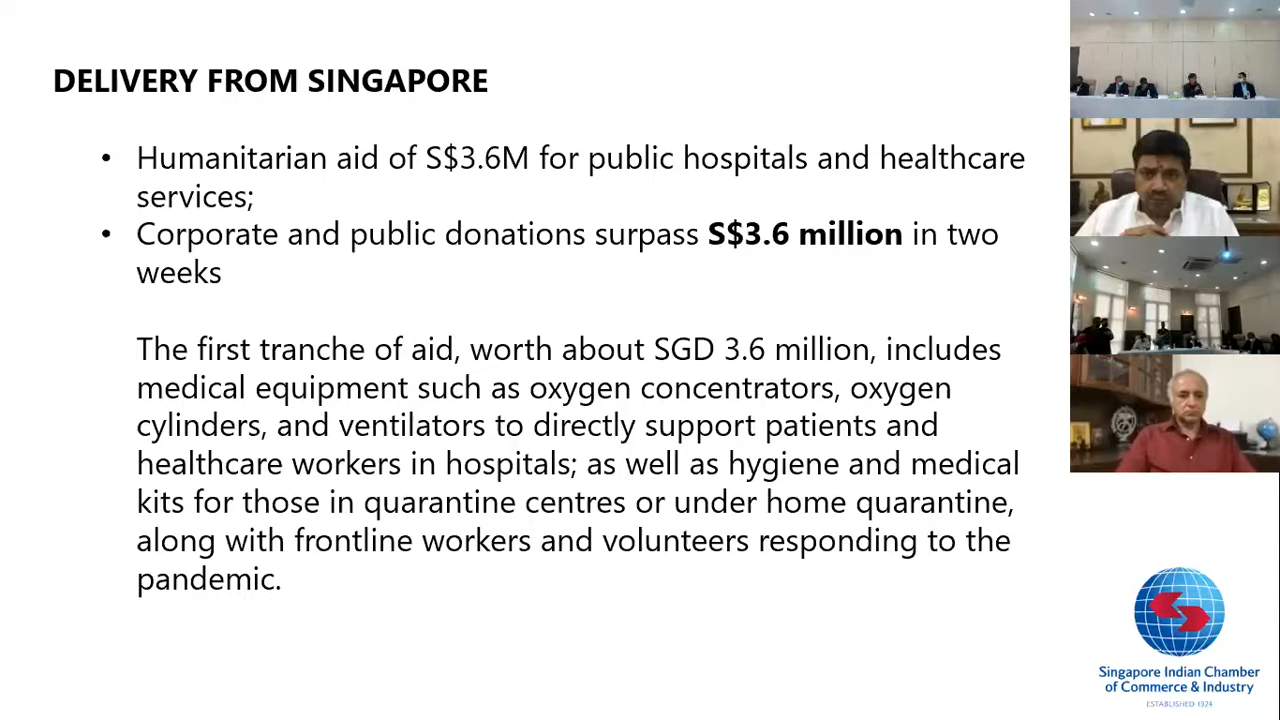 DELIVERY FROM SINGAPORE
• Humanitarian aid of S$3.6M for public hospitals and healthcare
services;
• Corporate and public donations surpass S$3.6 million in two
weeks
The first tranche of aid, worth about SGD 3.6 million, includes
medical equipment such as oxygen concentrators, oxygen
cylinders, and ventilators to directly support patients and
healthcare workers in hospitals; as well as hygiene and medical
kits for those in quarantine centres or under home quarantine,
along with frontline workers and volunteers responding to the
pandemic.
Singapore Indian Chamber
of Commerce & Industry
ESTABLISHED 1924